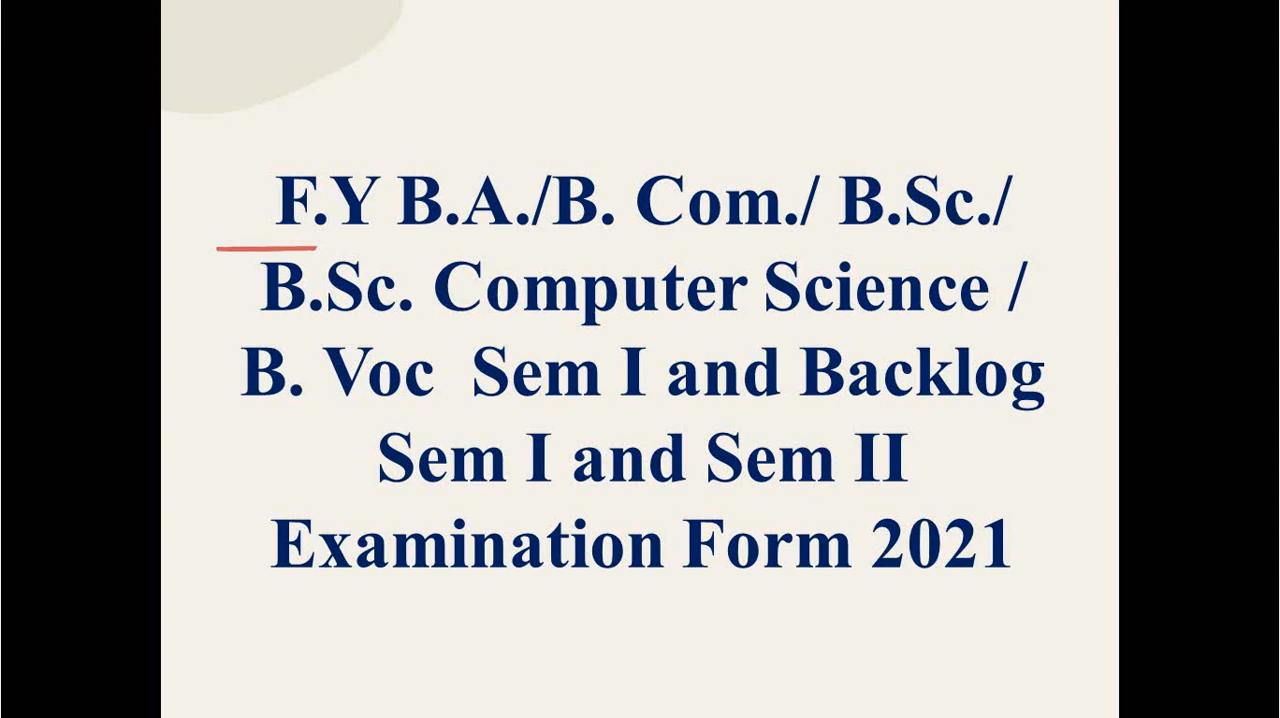 F.Y B.A./B. Com./ B.Sc./
B.Sc. Computer Science /
B. Voc  Sem I and Backlog
Sem I and Sem II
Examination Form 2021